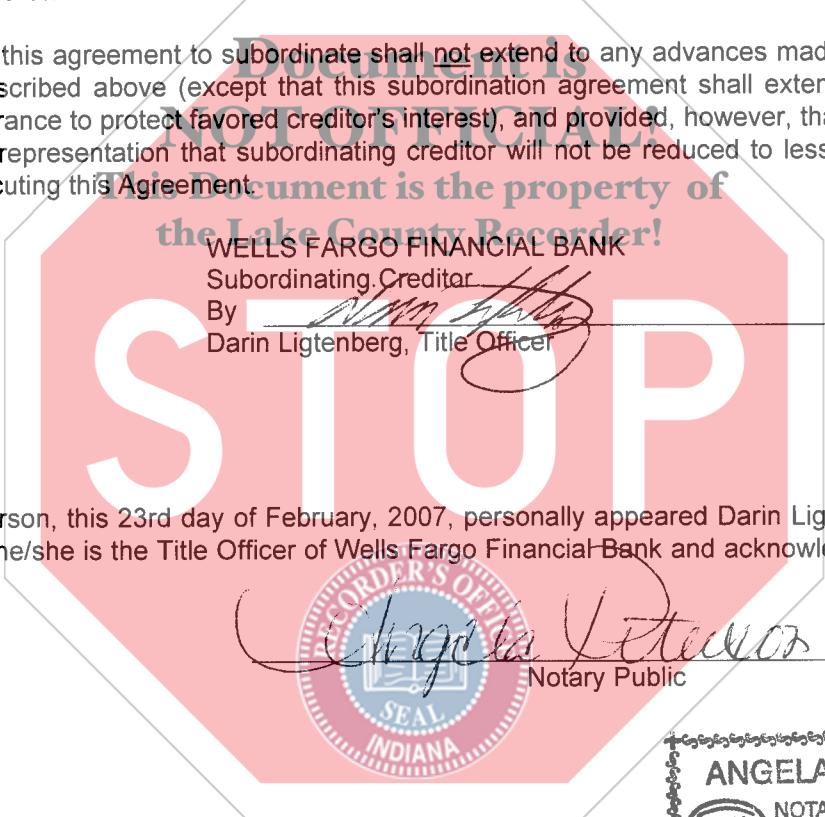 this agreement to subordinate shall not extend to any advances mad
scribed above (except that this subordination agreement shall exten
rance to protect favored creditor's interest), and provided, however, tha
representation that subordinating creditor will not be reduced to less
cuting this Agreement.
Document is
NOT OFFICIAL!
This Document is the property of
the Lake County Recorder!
WELLS FARGO FINANCIAL BANK
Subordinating Creditor
By
Darin Ligtenberg, Title Officer
STOP
rson, this 23rd day of February, 2007, personally appeared Darin Lig
he/she is the Title Officer of Wells Fargo Financial Bank and acknowle
Angela Peterson
Notary Public
RECORDER'S OFFICE
SEAL
INDIANA
ANGELA
NOTA